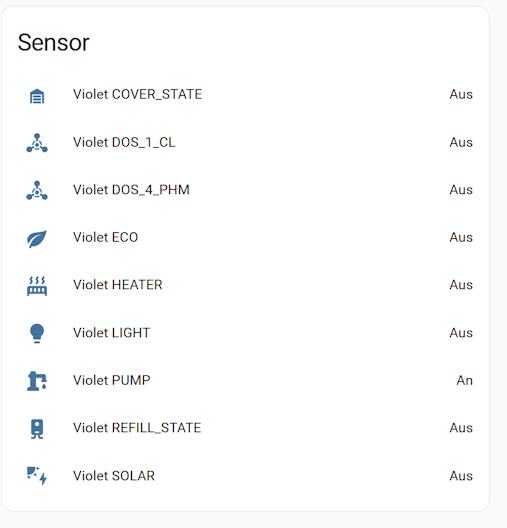 Sensor
Violet COVER_STATE Aus
Violet DOS_1_CL Aus
Violet DOS_4_PHM Aus
Violet ECO Aus
Violet HEATER Aus
Violet LIGHT Aus
Violet PUMP An
Violet REFILL_STATE Aus
Violet SOLAR Aus